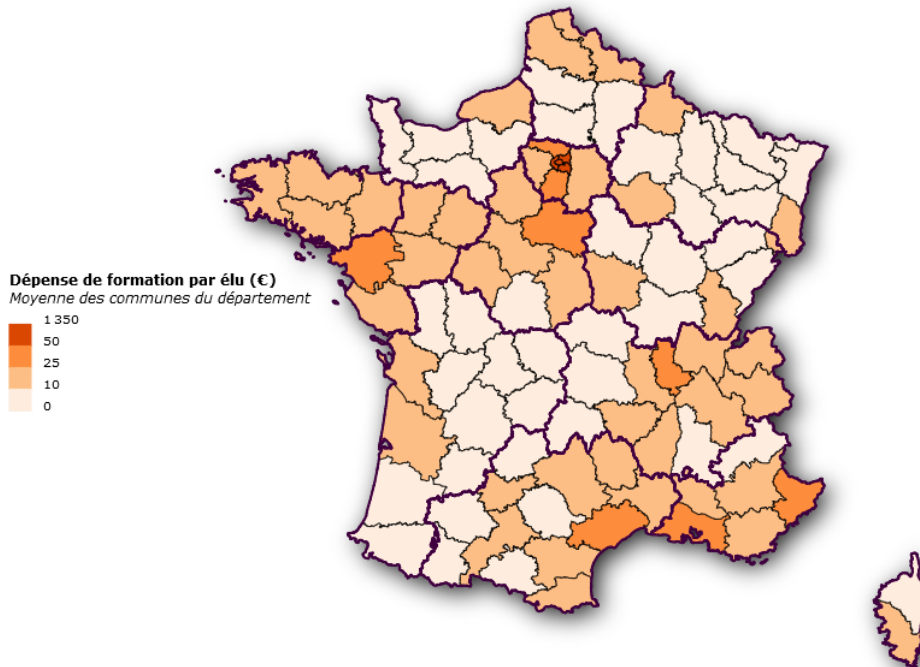 Dépense de formation par élu (€)
Moyenne des communes du département
1 350
50
25
10
0